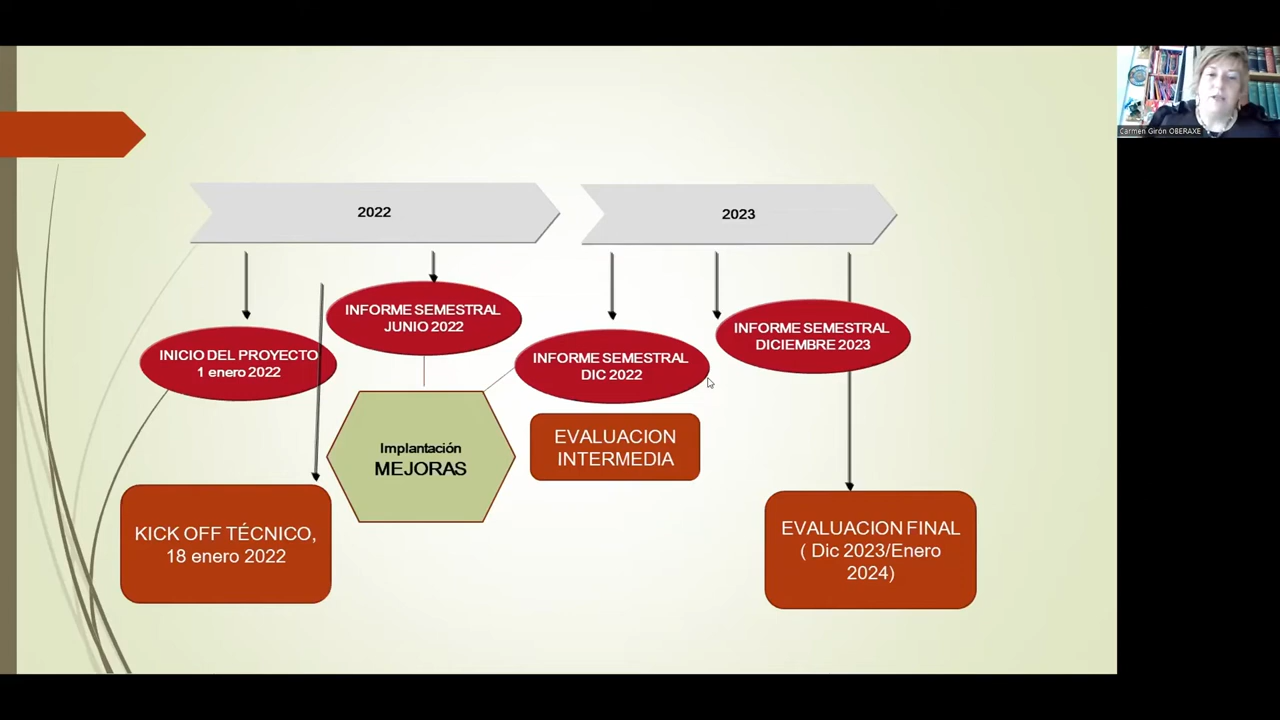 Carmen Girón OBERAXE
2022
2023
INFORME SEMESTRAL
JUNIO 2022
INFORME SEMESTRAL
DICIEMBRE 2023
INICIO DEL PROYECTO
1 enero 2022
INFORME SEMESTRAL
DIC 2022
Implantación
MEJORAS
EVALUACION
INTERMEDIA
KICK OFF TÉCNICO,
18 enero 2022
EVALUACION FINAL
( Dic 2023/Enero
2024)